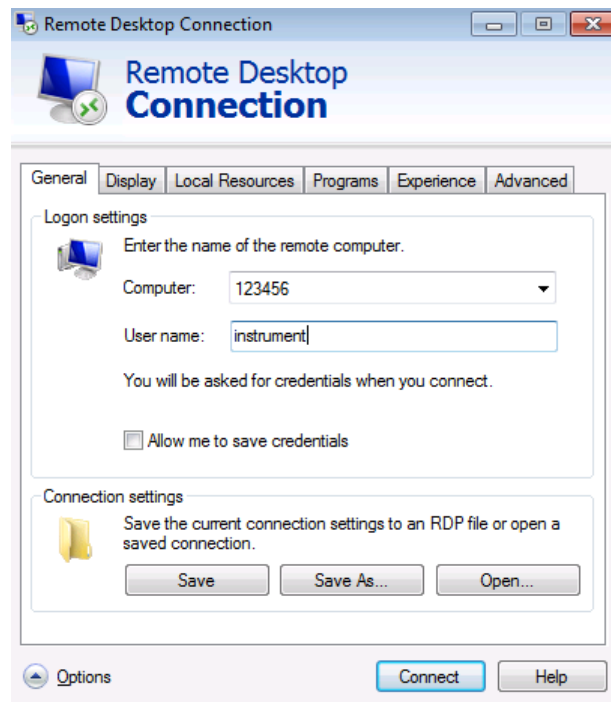 Remote Desktop Connection
Remote Desktop
Connection
General Display Local Resources Programs Experience Advanced
Logon settings
Enter the name of the remote computer.
Computer: 123456
User name: instrument
You will be asked for credentials when you connect.
Allow me to save credentials
Connection settings
Save the current connection settings to an RDP file or open a
saved connection.
Save Save As... Open...
Options Connect Help